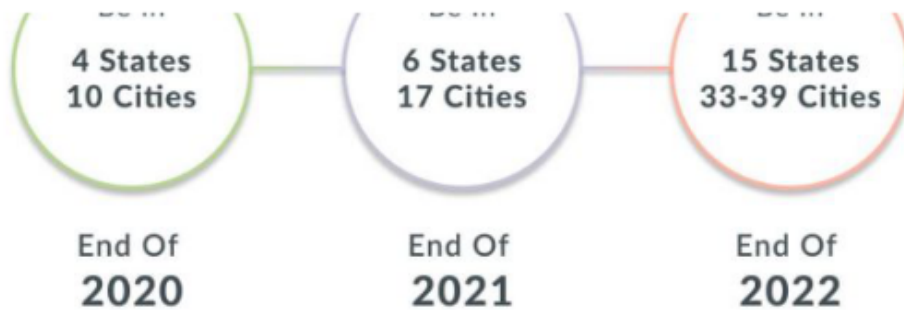 4 States
10 Cities
End Of
2020
6 States
17 Cities
End Of
2021
15 States
33-39 Cities
End Of
2022